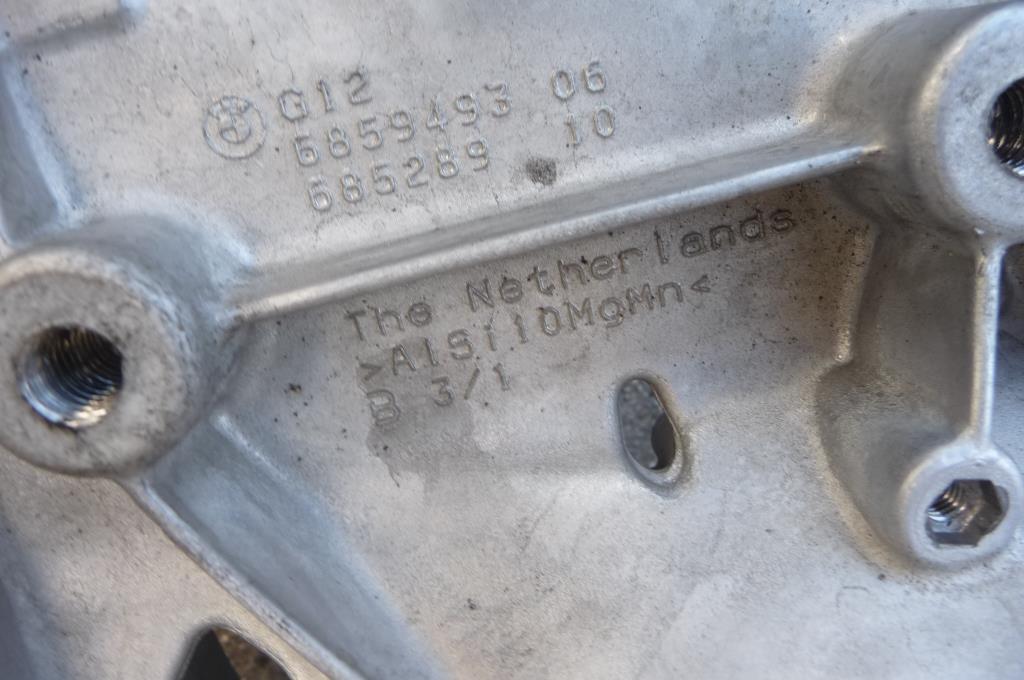 G12
6859493 06
685289 10
The Netherlands
>AlSi10MgMn<
B 3/1